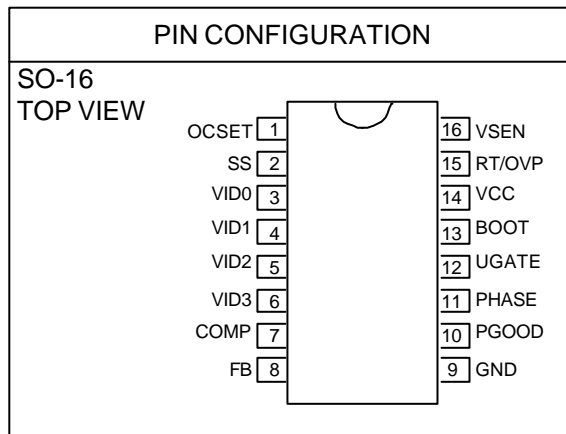 PIN CONFIGURATION
SO-16
TOP VIEW
OCSET 1 16 VSEN
SS 2 15 RT/OVP
VID0 3 14 VCC
VID1 4 13 BOOT
VID2 5 12 UGATE
VID3 6 11 PHASE
COMP 7 10 PGOOD
FB 8 9 GND